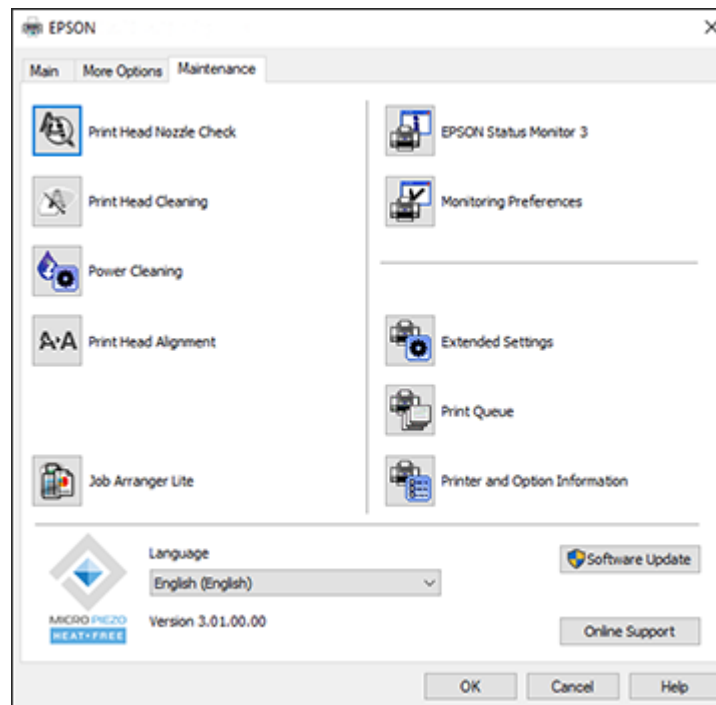 EPSON
Main More Options Maintenance
Print Head Nozzle Check
Print Head Cleaning
Power Cleaning
A·A Print Head Alignment
Job Arranger Lite
EPSON Status Monitor 3
Monitoring Preferences
Extended Settings
Print Queue
Printer and Option Information
MICRO PIEZO
HEAT-FREE
Language
English (English)
Version 3.01.00.00
Software Update
Online Support
OK Cancel Help